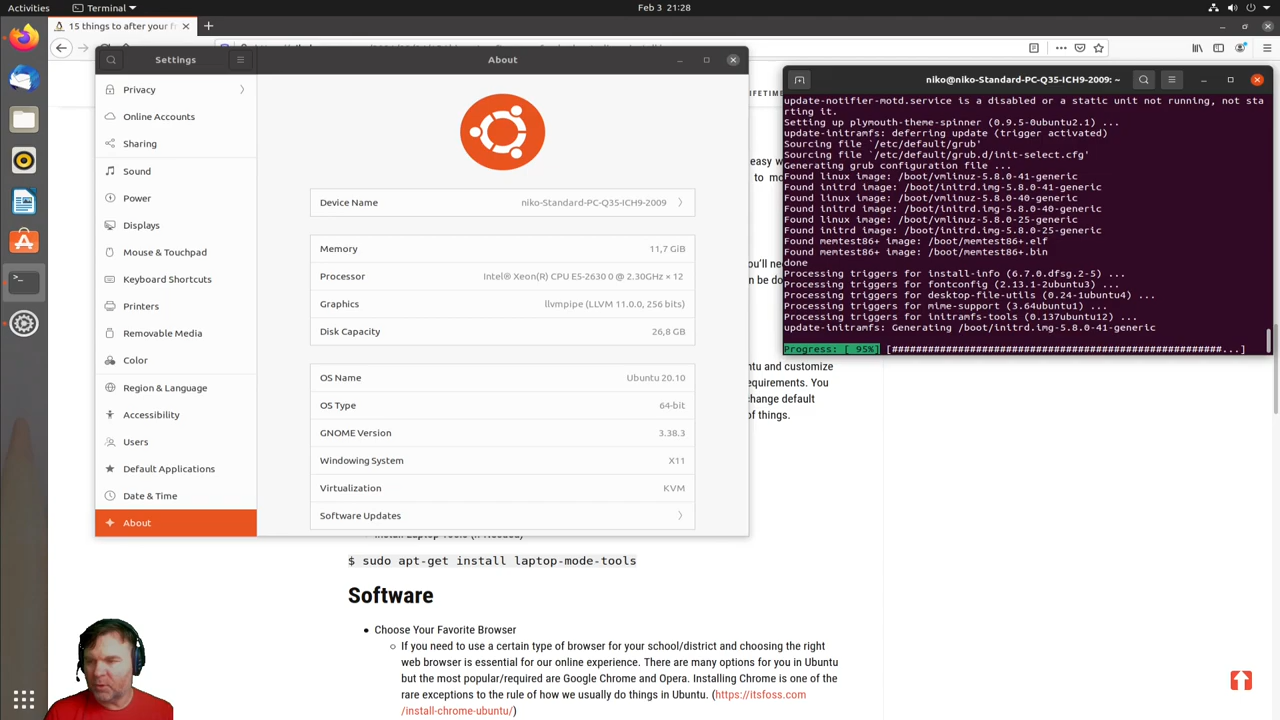 Activities
Terminal
Feb 3 21:28
15 things to after your fr
Settings
About
Privacy
Online Accounts
Sharing
Sound
Power
Displays
Mouse & Touchpad
Keyboard Shortcuts
Printers
Removable Media
Color
Region & Language
Accessibility
Users
Default Applications
Date & Time
About
Device Name niko-Standard-PC-Q35-ICH9-2009
Memory 11,7 GiB
Processor Intel® Xeon(R) CPU E5-2630 0 @ 2.30GHz × 12
Graphics llvmpipe (LLVM 11.0.0, 256 bits)
Disk Capacity 26,8 GB
OS Name Ubuntu 20.10
OS Type 64-bit
GNOME Version 3.38.3
Windowing System X11
Virtualization KVM
Software Updates
niko@niko-Standard-PC-Q35-ICH9-2009: ~
update-notifier-motd.service is a disabled or a static unit not running, not sta
rting it.
Setting up plymouth-theme-spinner (0.9.5-0ubuntu2.1) ...
update-initramfs: deferring update (trigger activated)
Sourcing file `/etc/default/grub'
Sourcing file `/etc/default/grub.d/init-select.cfg'
Generating grub configuration file ...
Found linux image: /boot/vmlinuz-5.8.0-41-generic
Found initrd image: /boot/initrd.img-5.8.0-41-generic
Found linux image: /boot/vmlinuz-5.8.0-40-generic
Found initrd image: /boot/initrd.img-5.8.0-40-generic
Found linux image: /boot/vmlinuz-5.8.0-25-generic
Found initrd image: /boot/initrd.img-5.8.0-25-generic
Found memtest86+ image: /boot/memtest86+.elf
Found memtest86+ image: /boot/memtest86+.bin
done
Processing triggers for install-info (6.7.0.dfsg.2-5) ...
Processing triggers for fontconfig (2.13.1-2ubuntu3) ...
Processing triggers for desktop-file-utils (0.24-1ubuntu4) ...
Processing triggers for mime-support (3.64ubuntu1) ...
Processing triggers for initramfs-tools (0.137ubuntu12) ...
update-initramfs: Generating /boot/initrd.img-5.8.0-41-generic
Progress: [ 95%] [#######################################################...]
easy w
to mo
ou'll nee
n be do
ntu and customize
equirements. You
change default
of things.
$ sudo apt-get install laptop-mode-tools
Software
Choose Your Favorite Browser
If you need to use a certain type of browser for your school/district and choosing the right
web browser is essential for our online experience. There are many options for you in Ubuntu
but the most popular/required are Google Chrome and Opera. Installing Chrome is one of the
rare exceptions to the rule of how we usually do things in Ubuntu. (https://itsfoss.com
/install-chrome-ubuntu/)